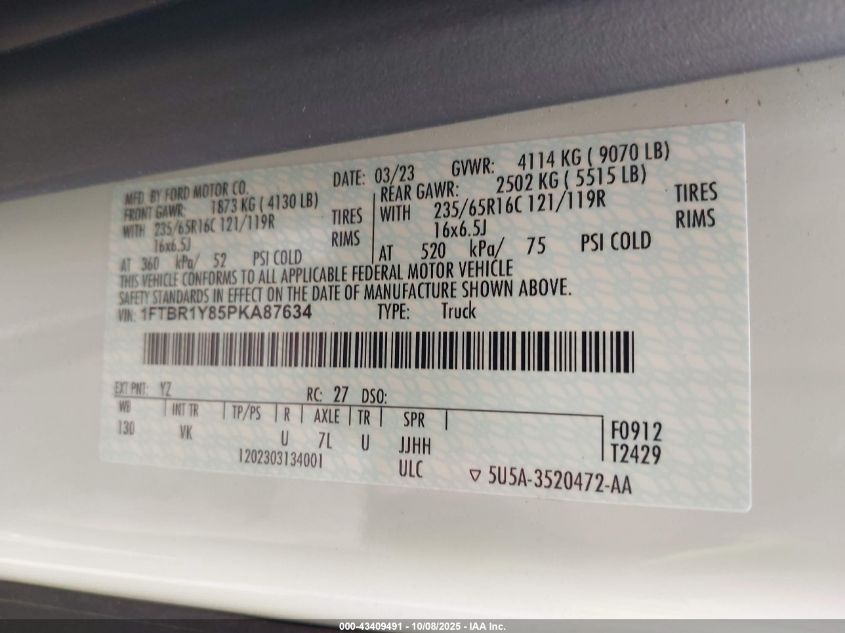 MFD. BY FORD MOTOR CO.
DATE: 03/23
GVWR: 4114 KG ( 9070 LB)
FRONT GAWR: 1873 KG ( 4130 LB)
WITH 235/65R16C 121/119R TIRES
16x6.5J RIMS
AT 360 kPa/ 52 PSI COLD
REAR GAWR: 2502 KG ( 5515 LB)
WITH 235/65R16C 121/119R TIRES
16x6.5J RIMS
AT 520 kPa/ 75 PSI COLD
THIS VEHICLE CONFORMS TO ALL APPLICABLE FEDERAL MOTOR VEHICLE
SAFETY STANDARDS IN EFFECT ON THE DATE OF MANUFACTURE SHOWN ABOVE.
VIN: 1FTBR1Y85PKA87634 TYPE: Truck
EXT PNT: YZ RC: 27 DSO:
WB INT TR TP/PS R AXLE TR SPR
130 VK U 7L U JJHH
F0912
T2429
1202303134001 ULC
5U5A-3520472-AA
000-43409491 - 10/08/2025 - IAA Inc.